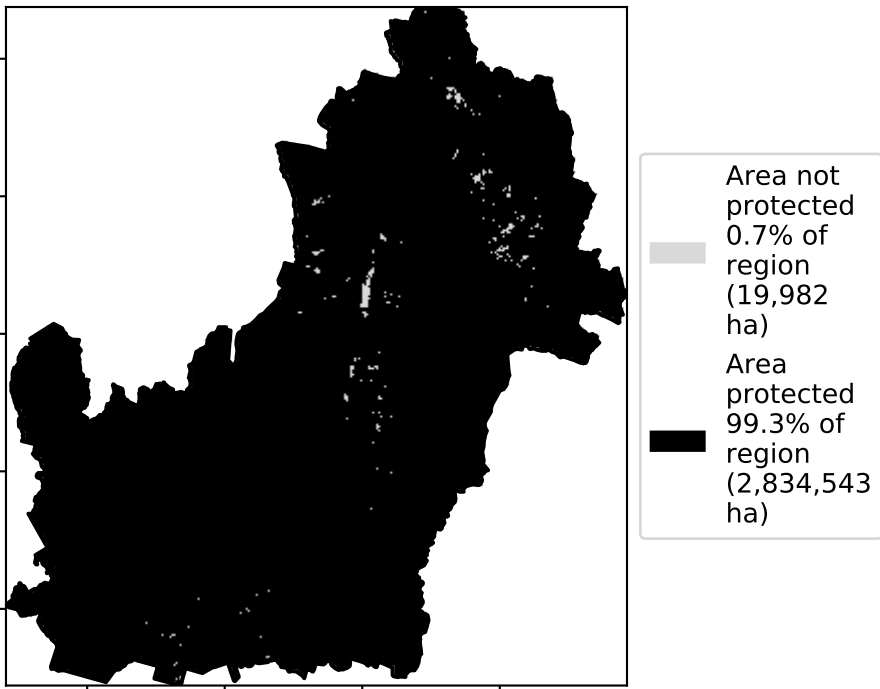 Area not
protected
0.7% of
region
(19,982
ha)
Area
protected
99.3% of
region
(2,834,543
ha)